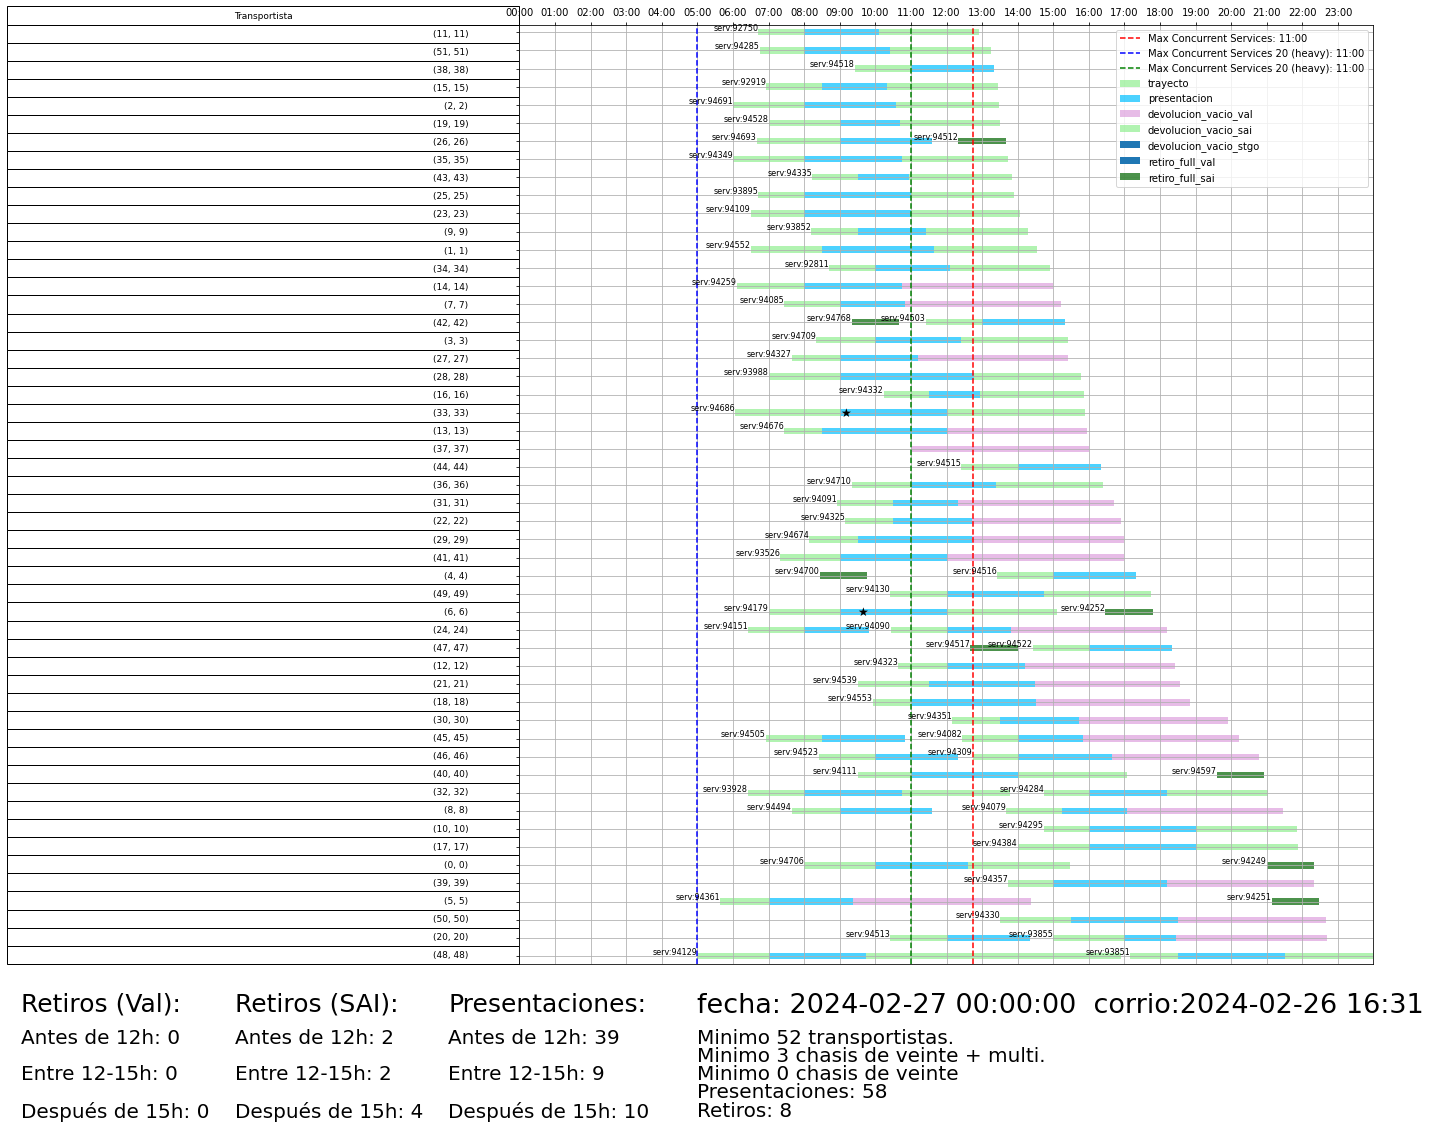 Transportista
00:00 01:00 02:00 03:00 04:00 05:00 06:00 07:00 08:00 09:00 10:00 11:00 12:00 13:00 14:00 15:00 16:00 17:00 18:00 19:00 20:00 21:00 22:00 23:00
Max Concurrent Services: 11:00
Max Concurrent Services 20 (heavy): 11:00
Max Concurrent Services 20 (heavy): 11:00
trayecto
presentacion
devolucion_vacio_val
devolucion_vacio_sai
devolucion_vacio_stgo
retiro_full_val
retiro_full_sai
(11, 11) serv:92750
(51, 51) serv:94285
(38, 38) serv:94518
(15, 15) serv:92919
(2, 2) serv:94691
(19, 19) serv:94528
(26, 26) serv:94693 serv:94512
(35, 35) serv:94349
(43, 43) serv:94335
(25, 25) serv:93895
(23, 23) serv:94109
(9, 9) serv:93852
(1, 1) serv:94552
(34, 34) serv:92811
(14, 14) serv:94259
(7, 7) serv:94085
(42, 42) serv:94768 serv:94503
(3, 3) serv:94709
(27, 27) serv:94327
(28, 28) serv:93988
(16, 16) serv:94332
(33, 33) serv:94686
(13, 13) serv:94676
(37, 37)
(44, 44) serv:94515
(36, 36) serv:94710
(31, 31) serv:94091
(22, 22) serv:94325
(29, 29) serv:94674
(41, 41) serv:93526
(4, 4) serv:94700 serv:94516
(49, 49) serv:94130
(6, 6) serv:94179 serv:94252
(24, 24) serv:94151 serv:94090
(47, 47) serv:94517 serv:94522
(12, 12) serv:94323
(21, 21) serv:94539
(18, 18) serv:94553
(30, 30) serv:94351
(45, 45) serv:94505 serv:94082
(46, 46) serv:94523 serv:94309
(40, 40) serv:94111 serv:94597
(32, 32) serv:93928 serv:94284
(8, 8) serv:94494 serv:94079
(10, 10) serv:94295
(17, 17) serv:94384
(0, 0) serv:94706 serv:94249
(39, 39) serv:94357
(5, 5) serv:94361 serv:94251
(50, 50) serv:94330
(20, 20) serv:94513 serv:93855
(48, 48) serv:94129 serv:93851
Retiros (Val):
Antes de 12h: 0
Entre 12-15h: 0
Después de 15h: 0
Retiros (SAI):
Antes de 12h: 2
Entre 12-15h: 2
Después de 15h: 4
Presentaciones:
Antes de 12h: 39
Entre 12-15h: 9
Después de 15h: 10
fecha: 2024-02-27 00:00:00 corrio:2024-02-26 16:31
Minimo 52 transportistas.
Minimo 3 chasis de veinte + multi.
Minimo 0 chasis de veinte
Presentaciones: 58
Retiros: 8